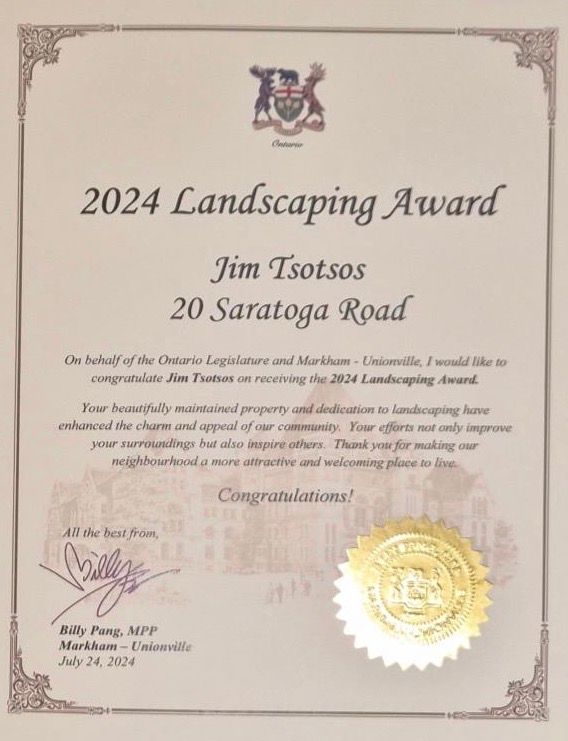 Ontario
2024 Landscaping Award
Jim Tsotsos
20 Saratoga Road
On behalf of the Ontario Legislature and Markham - Unionville, I would like to
congratulate Jim Tsotsos on receiving the 2024 Landscaping Award.
Your beautifully maintained property and dedication to landscaping have
enhanced the charm and appeal of our community. Your efforts not only improve
your surroundings but also inspire others. Thank you for making our
neighbourhood a more attractive and welcoming place to live.
Congratulations!
All the best from,
Billy
Billy Pang, MPP
Markham – Unionville
July 24, 2024